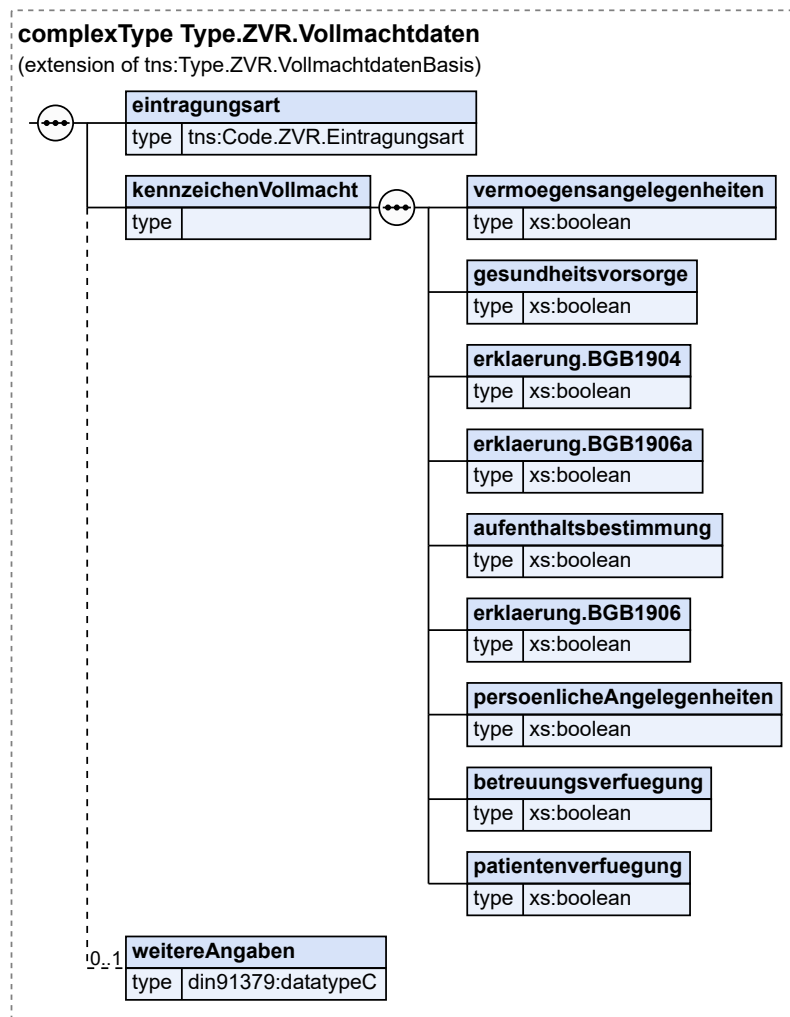 complexType Type.ZVR.Vollmachtdaten
(extension of tns:Type.ZVR.VollmachtdatenBasis)
eintragungsart
type tns:Code.ZVR.Eintragungsart
kennzeichenVollmacht
type
vermoegensangelegenheiten
type xs:boolean
gesundheitsvorsorge
type xs:boolean
erklaerung.BGB1904
type xs:boolean
erklaerung.BGB1906a
type xs:boolean
aufenthaltsbestimmung
type xs:boolean
erklaerung.BGB1906
type xs:boolean
persoenlicheAngelegenheiten
type xs:boolean
betreuungsverfuegung
type xs:boolean
patientenverfuegung
type xs:boolean
0..1
weitereAngaben
type din91379:datatypeC